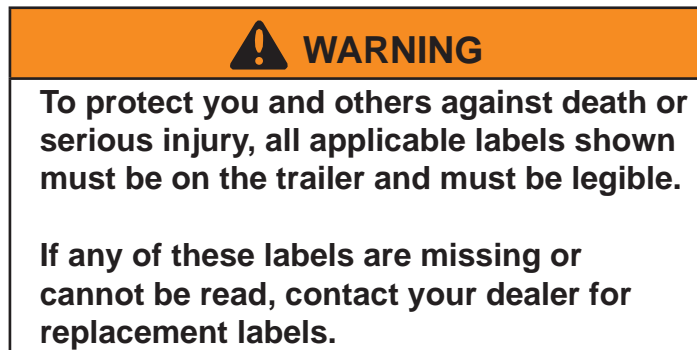 WARNING
To protect you and others against death or
serious injury, all applicable labels shown
must be on the trailer and must be legible.
If any of these labels are missing or
cannot be read, contact your dealer for
replacement labels.